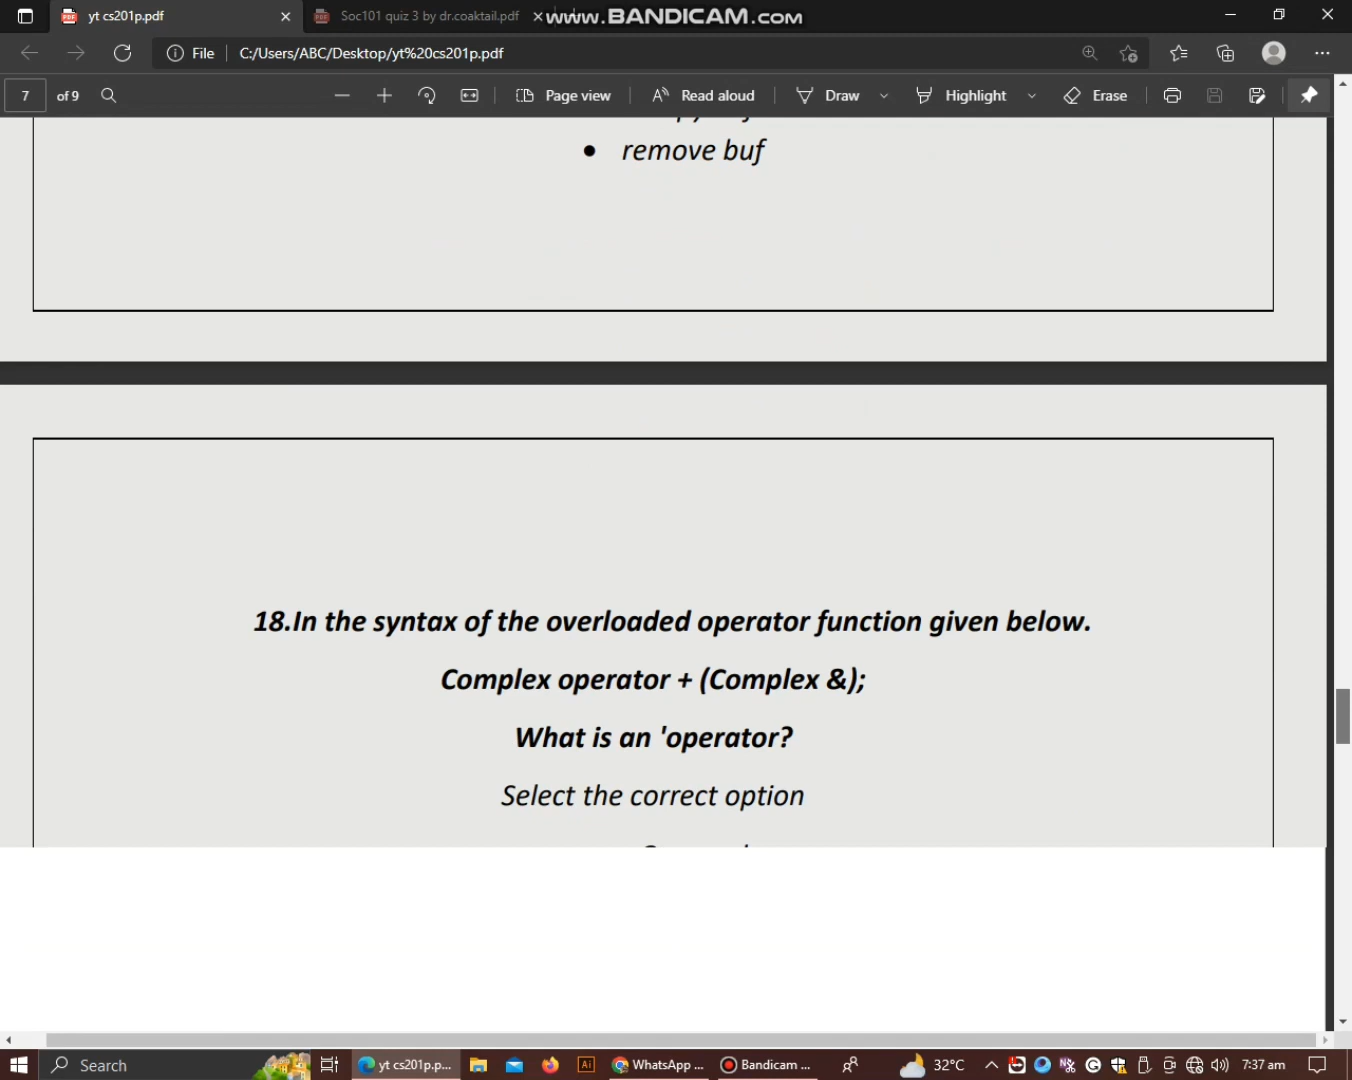 yt cs201p.pdf
Soc101 quiz 3 by dr.coaktail.pdf
www.BANDICAM.COM
File
C:/Users/ABC/Desktop/yt%20cs201p.pdf
7 of 9
Page view
Read aloud
Draw
Highlight
Erase
• remove buf
18.In the syntax of the overloaded operator function given below.
Complex operator + (Complex &);
What is an 'operator?
Select the correct option
Search
yt cs201p.p...
WhatsApp ...
Bandicam ...
32°C
7:37 am